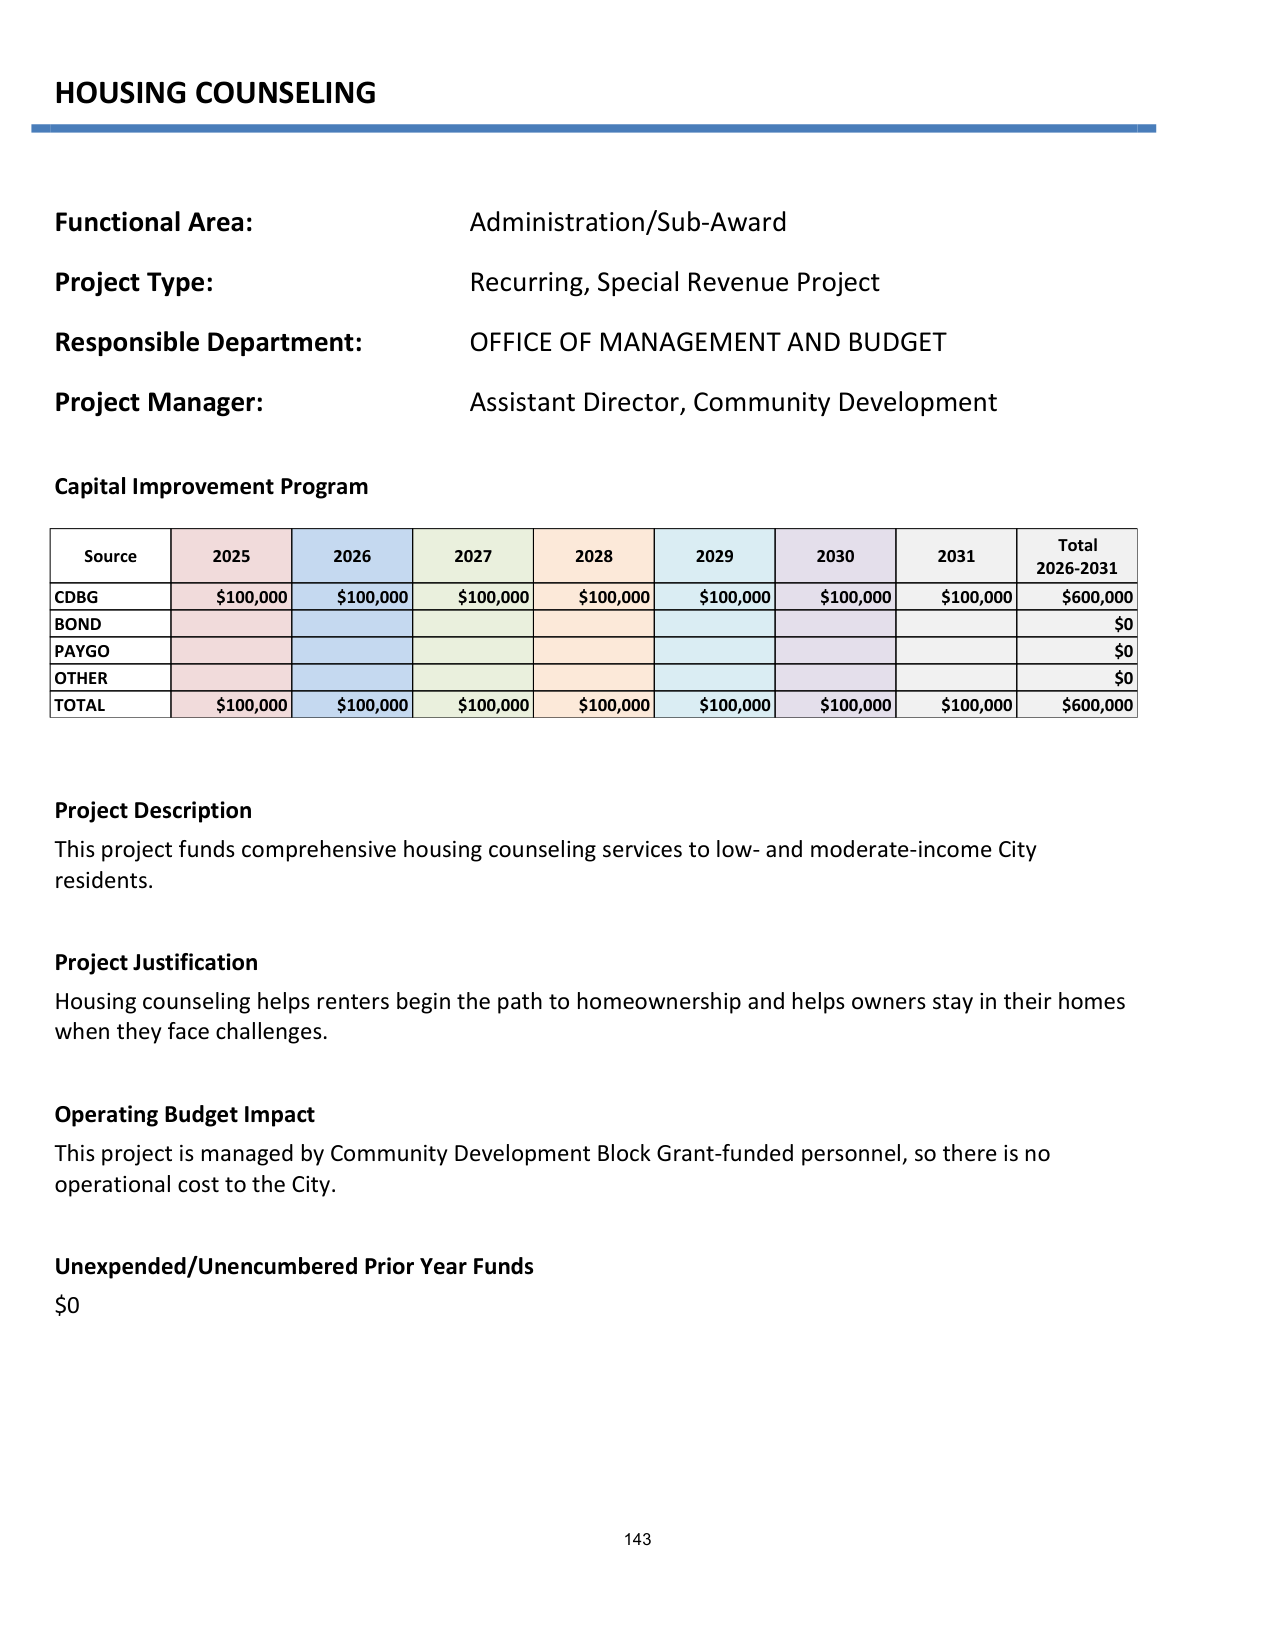 HOUSING COUNSELING
Functional Area: Administration/Sub-Award
Project Type: Recurring, Special Revenue Project
Responsible Department: OFFICE OF MANAGEMENT AND BUDGET
Project Manager: Assistant Director, Community Development
Capital Improvement Program
Source 2025 2026 2027 2028 2029 2030 2031 Total 2026-2031
CDBG $100,000 $100,000 $100,000 $100,000 $100,000 $100,000 $100,000 $600,000
BOND $0
PAYGO $0
OTHER $0
TOTAL $100,000 $100,000 $100,000 $100,000 $100,000 $100,000 $100,000 $600,000
Project Description
This project funds comprehensive housing counseling services to low- and moderate-income City
residents.
Project Justification
Housing counseling helps renters begin the path to homeownership and helps owners stay in their homes
when they face challenges.
Operating Budget Impact
This project is managed by Community Development Block Grant-funded personnel, so there is no
operational cost to the City.
Unexpended/Unencumbered Prior Year Funds
$0
143